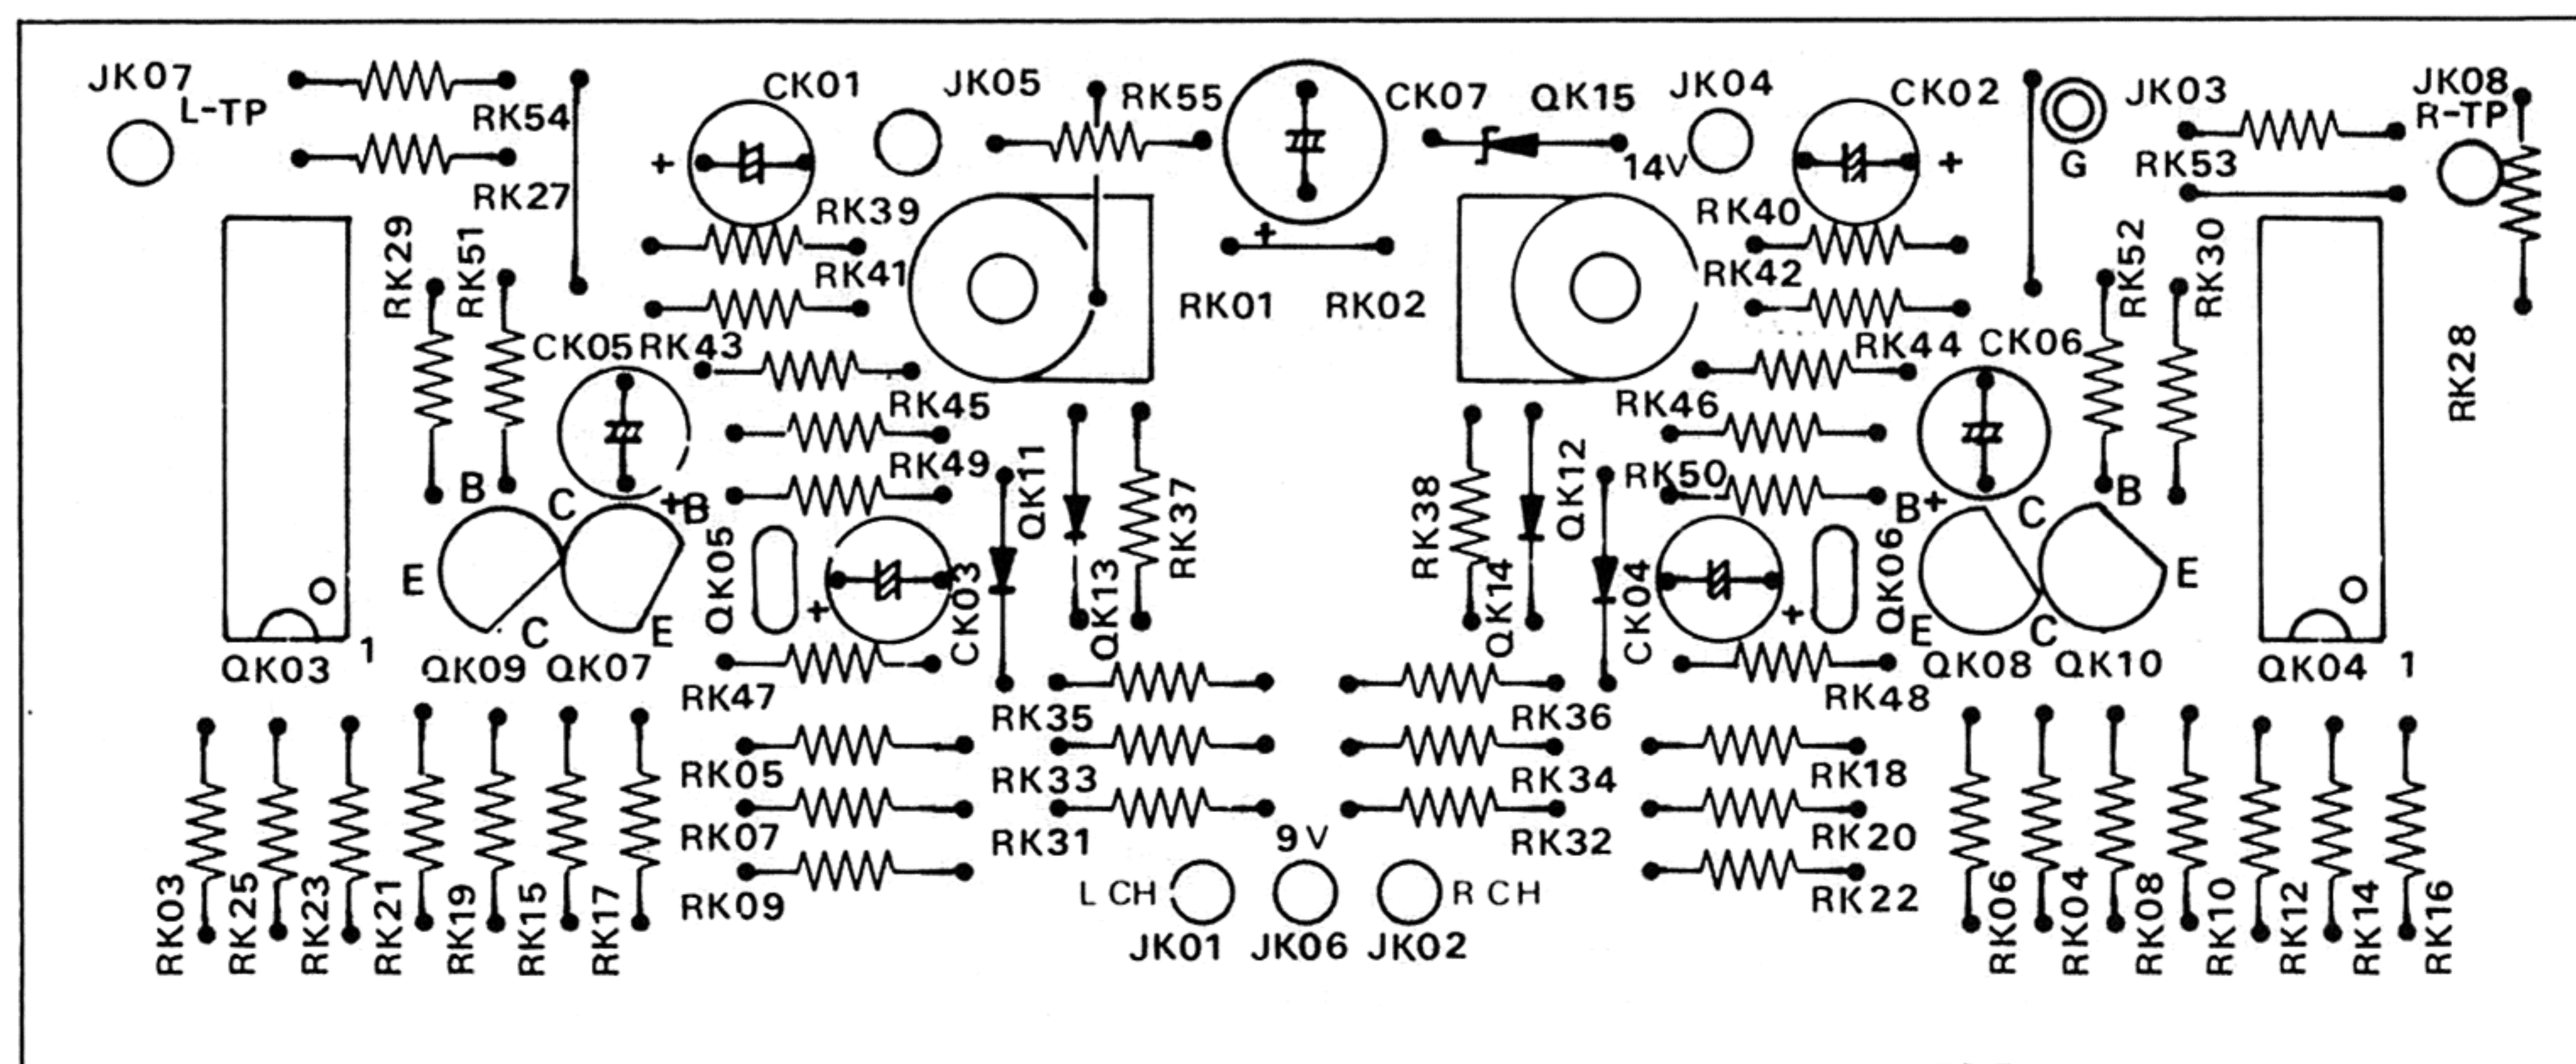 JK07
L-TP
RK54
RK27
CK01
+
JK05
RK55
CK07
QK15
JK04
14V
CK02
+
G
JK03
RK53
JK08
R-TP
RK29
RK51
RK39
RK41
+
RK01
RK02
RK40
RK42
RK52
RK30
RK28
CK05
RK43
RK45
RK49
RK44
CK06
RK46
RK50
B
C
+
B
E
C
E
QK05
+
CK03
QK11
QK13
RK37
RK38
QK14
QK12
CK04
+
QK06
B
+
C
B
E
E
C
QK03
1
QK09
QK07
RK47
QK08
QK10
RK48
QK04
1
RK35
RK36
RK05
RK33
RK34
RK18
RK07
RK31
9V
RK32
RK20
RK09
RK22
L CH
R CH
JK01
JK06
JK02
RK03
RK25
RK23
RK21
RK19
RK15
RK17
RK06
RK04
RK08
RK10
RK12
RK14
RK16